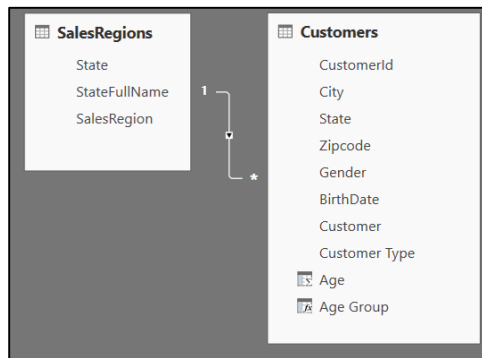 SalesRegions
State
StateFullName
SalesRegion
1
*
Customers
CustomerId
City
State
Zipcode
Gender
BirthDate
Customer
Customer Type
Age
Age Group